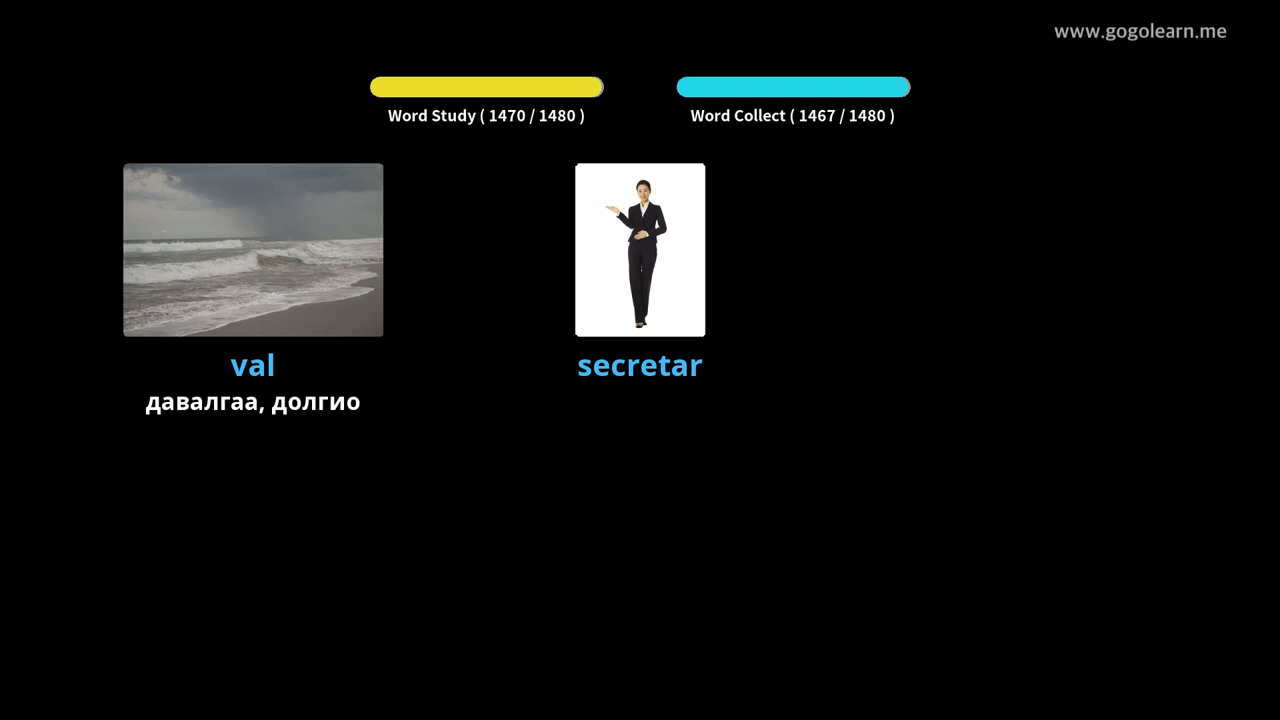 www.gogolearn.me
Word Study ( 1470 / 1480 )
Word Collect ( 1467 / 1480 )
val
давалгаа, долгио
secretar